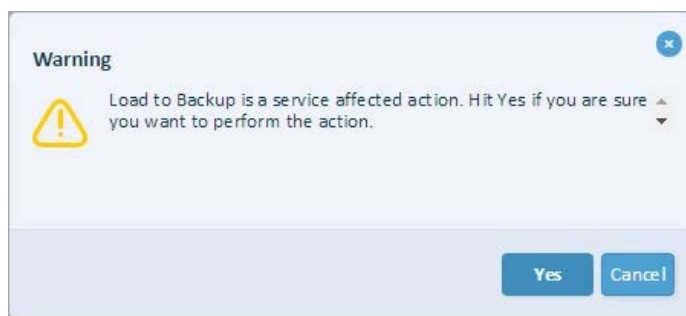 Warning
Load to Backup is a service affected action. Hit Yes if you are sure
you want to perform the action.
Yes
Cancel